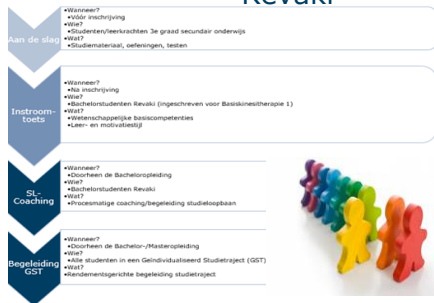 Revaki
Aan de slag
•Wanneer?
•Vóór inschrijving
•Wie?
•Studenten/leerkrachten 3e graad secundair onderwijs
•Wat?
•Studiemateriaal, oefeningen, testen
Instroom-
toets
•Wanneer?
•Na inschrijving
•Wie?
•Bachelorstudenten Revaki (ingeschreven voor Basiskinesitherapie 1)
•Wat?
•Wetenschappelijke basiscompetenties
•Leer- en motivatiestijl
SL-
Coaching
•Wanneer?
•Doorheen de Bacheloropleiding
•Wie?
•Bachelorstudenten Revaki
•Wat?
•Procesmatige coaching/begeleiding studieloopbaan
Begeleiding
GST
•Wanneer?
•Doorheen de Bachelor-/Masteropleiding
•Wie?
•Alle studenten in een Geïndividualiseerd Studietraject (GST)
•Wat?
•Rendementsgerichte begeleiding studietraject